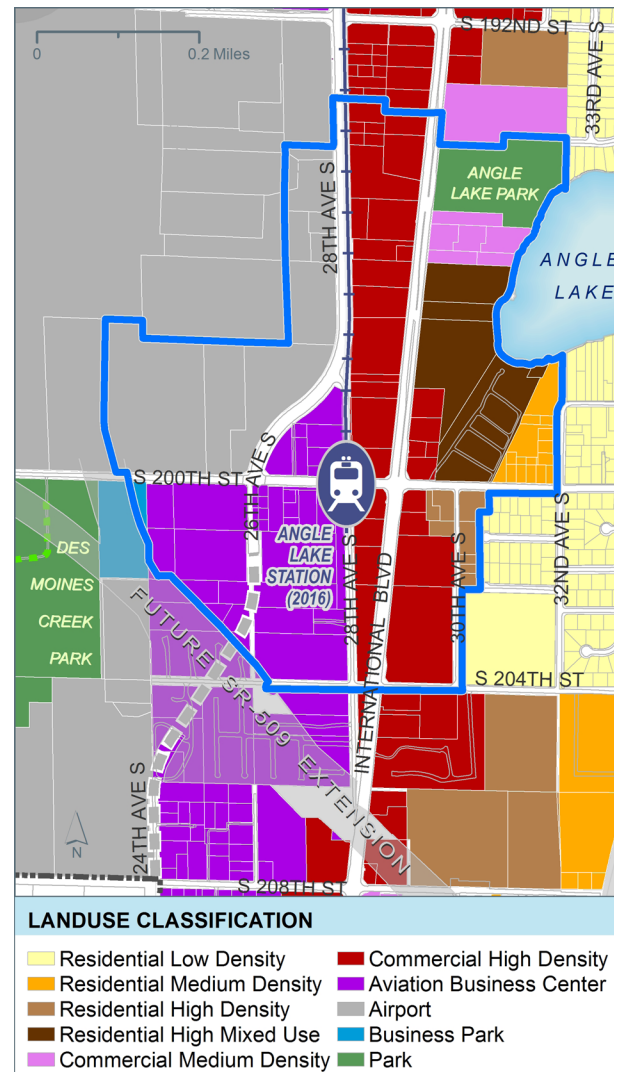 S 192ND ST
0
0.2 Miles
33RD AVE S
28TH AVE S
ANGLE
LAKE PARK
ANGLE
LAKE
S 200TH ST
26TH AVE S
ANGLE
LAKE
STATION
(2016)
28TH AVE S
INTERNATIONAL BLVD
30TH AVE S
32ND AVE S
DES
MOINES
CREEK
PARK
FUTURE SR-509 EXTENSION
S 204TH ST
24TH AVE S
N
S 208TH ST
LANDUSE CLASSIFICATION
Residential Low Density
Residential Medium Density
Residential High Density
Residential High Mixed Use
Commercial Medium Density
Commercial High Density
Aviation Business Center
Airport
Business Park
Park